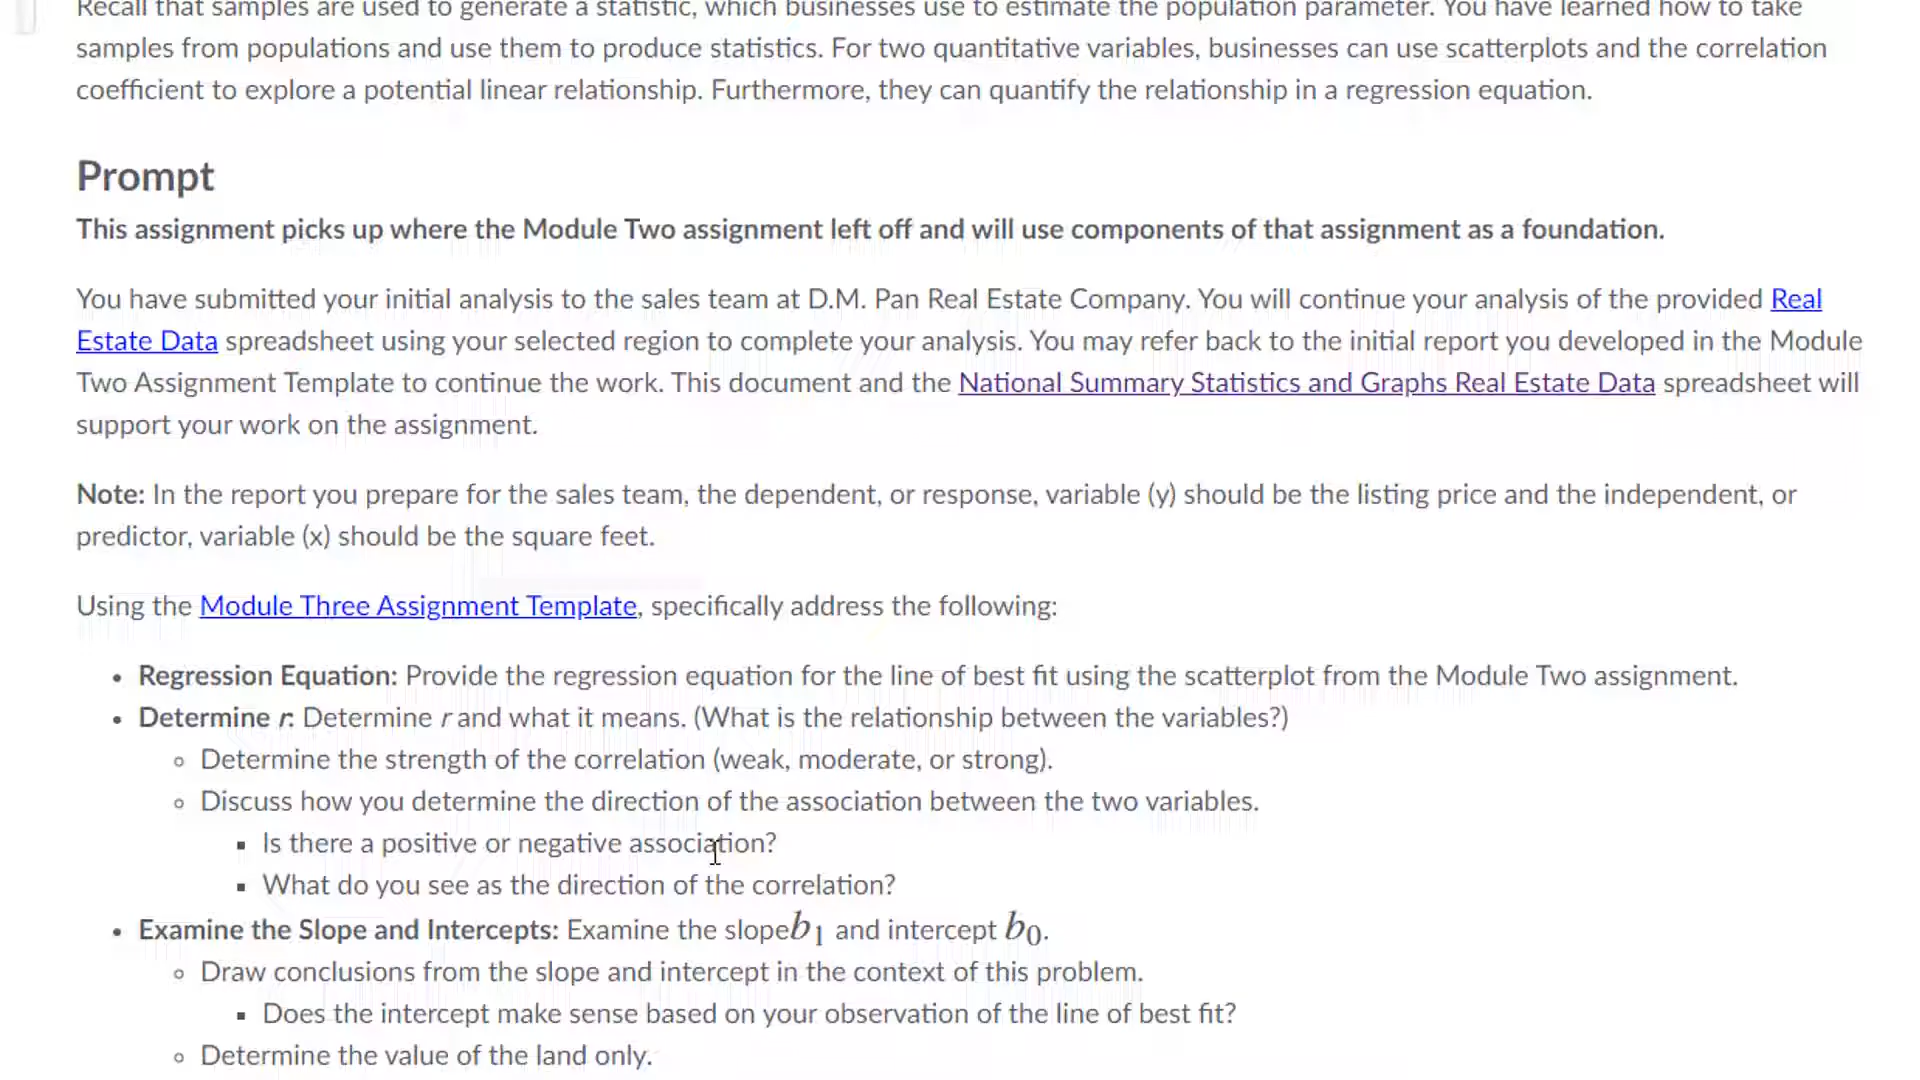 Recall that samples are used to generate a statistic, which businesses use to estimate the population parameter. You have learned how to take
samples from populations and use them to produce statistics. For two quantitative variables, businesses can use scatterplots and the correlation
coefficient to explore a potential linear relationship. Furthermore, they can quantify the relationship in a regression equation.
Prompt
This assignment picks up where the Module Two assignment left off and will use components of that assignment as a foundation.
You have submitted your initial analysis to the sales team at D.M. Pan Real Estate Company. You will continue your analysis of the provided Real
Estate Data spreadsheet using your selected region to complete your analysis. You may refer back to the initial report you developed in the Module
Two Assignment Template to continue the work. This document and the National Summary Statistics and Graphs Real Estate Data spreadsheet will
support your work on the assignment.
Note: In the report you prepare for the sales team, the dependent, or response, variable (y) should be the listing price and the independent, or
predictor, variable (x) should be the square feet.
Using the Module Three Assignment Template, specifically address the following:
• Regression Equation: Provide the regression equation for the line of best fit using the scatterplot from the Module Two assignment.
• Determine r: Determine r and what it means. (What is the relationship between the variables?)
◦ Determine the strength of the correlation (weak, moderate, or strong).
◦ Discuss how you determine the direction of the association between the two variables.
▪ Is there a positive or negative association?
▪ What do you see as the direction of the correlation?
• Examine the Slope and Intercepts: Examine the slope b₁ and intercept b₀.
◦ Draw conclusions from the slope and intercept in the context of this problem.
▪ Does the intercept make sense based on your observation of the line of best fit?
◦ Determine the value of the land only.